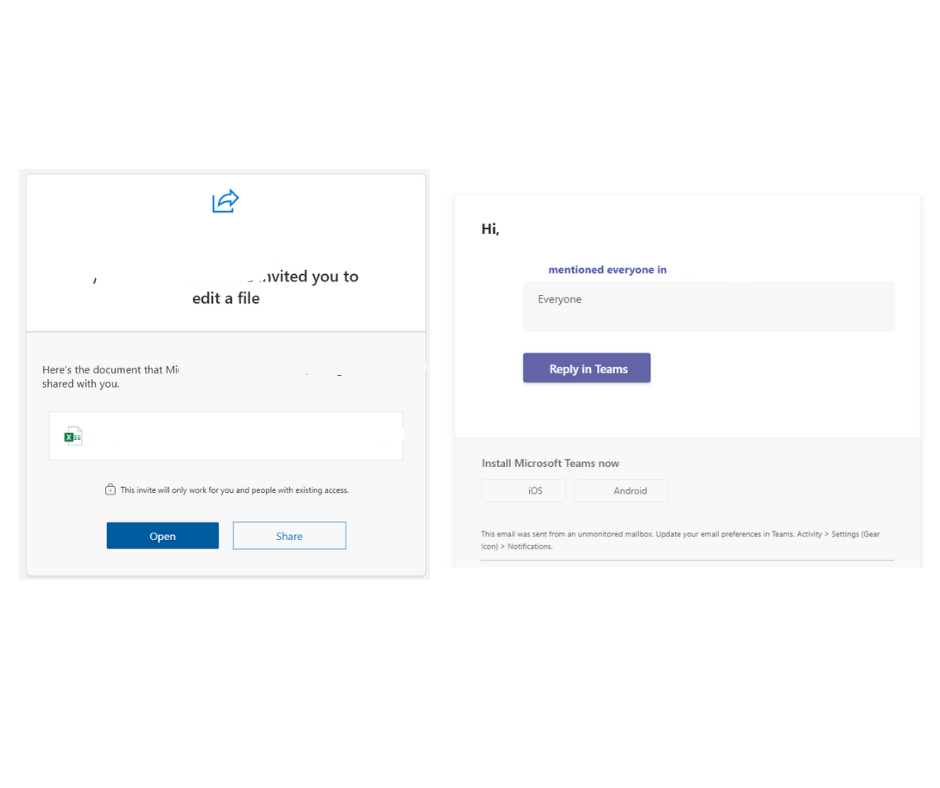 invited you to
edit a file
Here's the document that
shared with you.
This invite will only work for you and people with existing access.
Open
Share
Hi,
mentioned everyone in
Everyone
Reply in Teams
Install Microsoft Teams now
iOS
Android
This email was sent from an unmonitored mailbox. Update your email preferences in Teams. Activity > Settings (Gear
Icon) > Notifications.